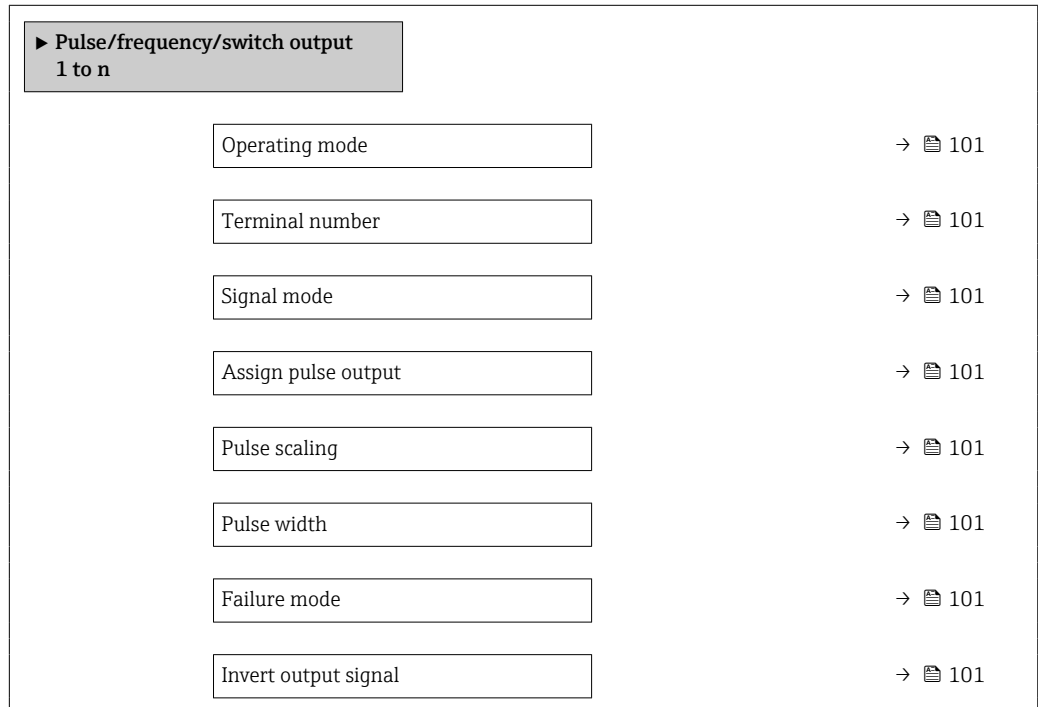 ▶ Pulse/frequency/switch output
1 to n
Operating mode → 101
Terminal number → 101
Signal mode → 101
Assign pulse output → 101
Pulse scaling → 101
Pulse width → 101
Failure mode → 101
Invert output signal → 101